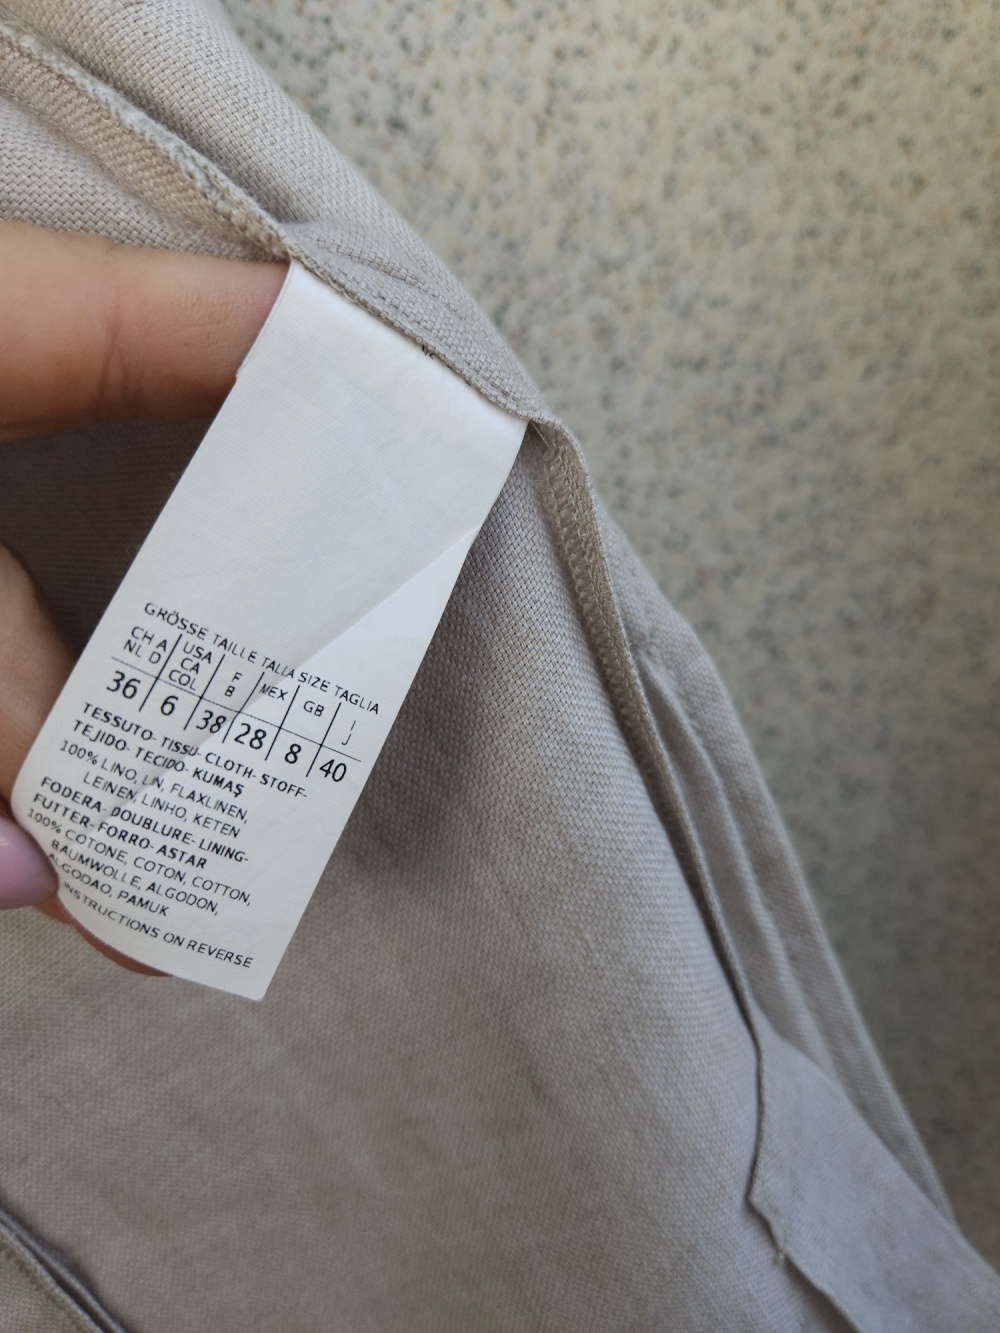 GRÖSSE TAILLE TALLA SIZE TAGLIA
CH A USA F MEX GB I
NL D CA B J
COL
36 6 38 28 8 40
TESSUTO- TISSU- CLOTH- STOFF-
TEJIDO- TECIDO- KUMAŞ
100% LINO, LIN, FLAXLINEN,
LEINEN, LINHO, KETEN
FODERA- DOUBLURE- LINING-
FUTTER- FORRO- ASTAR
100% COTONE, COTON, COTTON,
BAUMWOLLE, ALGODON,
ALGODAO, PAMUK
INSTRUCTIONS ON REVERSE